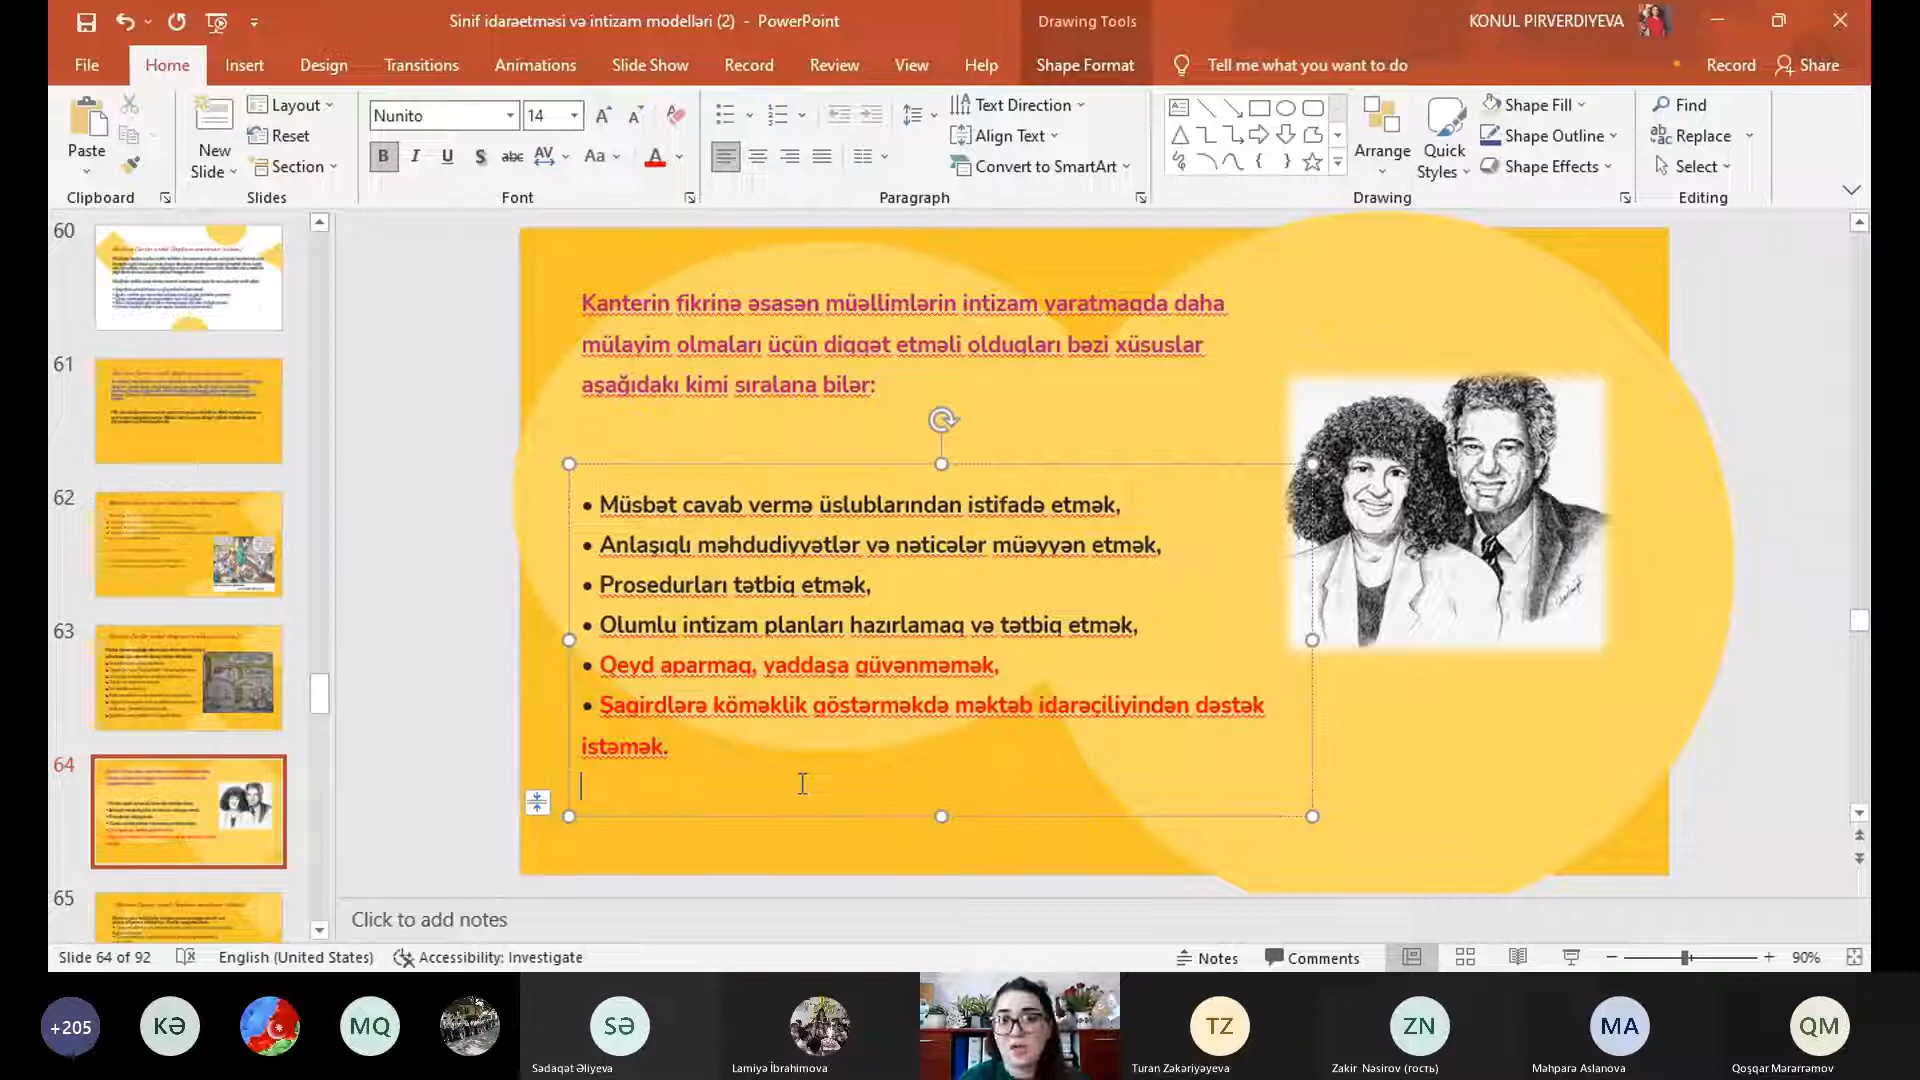 Sinif idarəetməsi və intizam modelləri (2) - PowerPoint
Drawing Tools
KONUL PIRVERDIYEVA
File
Home
Insert
Design
Transitions
Animations
Slide Show
Record
Review
View
Help
Shape Format
Tell me what you want to do
Record
Share
Paste
New Slide
Layout
Reset
Section
Nunito
14
Text Direction
Align Text
Convert to SmartArt
Arrange
Quick Styles
Shape Fill
Shape Outline
Shape Effects
Find
Replace
Select
Clipboard
Slides
Font
Paragraph
Drawing
Editing
60
61
62
63
64
65
Kanterin fikrinə əsasən müəllimlərin intizam yaratmaqda daha
mülayim olmaları üçün diqqət etməli olduqları bəzi xüsuslar
aşağıdakı kimi sıralana bilər:
• Müsbət cavab vermə üslublarından istifadə etmək,
• Anlaşıqlı məhdudiyyətlər və nəticələr müəyyən etmək,
• Prosedurları tətbiq etmək,
• Olumlu intizam planları hazırlamaq və tətbiq etmək,
• Qeyd aparmaq, yaddaşa güvənməmək,
• Şagirdlərə köməklik göstərməkdə məktəb idarəçiliyindən dəstək
istəmək.
Click to add notes
Slide 64 of 92
English (United States)
Accessibility: Investigate
Notes
Comments
90%
+205
KƏ
MQ
SƏ
TZ
ZN
MA
QM
Sədaqət Əliyeva
Lamiyə İbrahimova
Turan Zəkəriyəyeva
Zakir Nəsirov (гость)
Məhparə Aslanova
Qoşqar Mərərrəmov